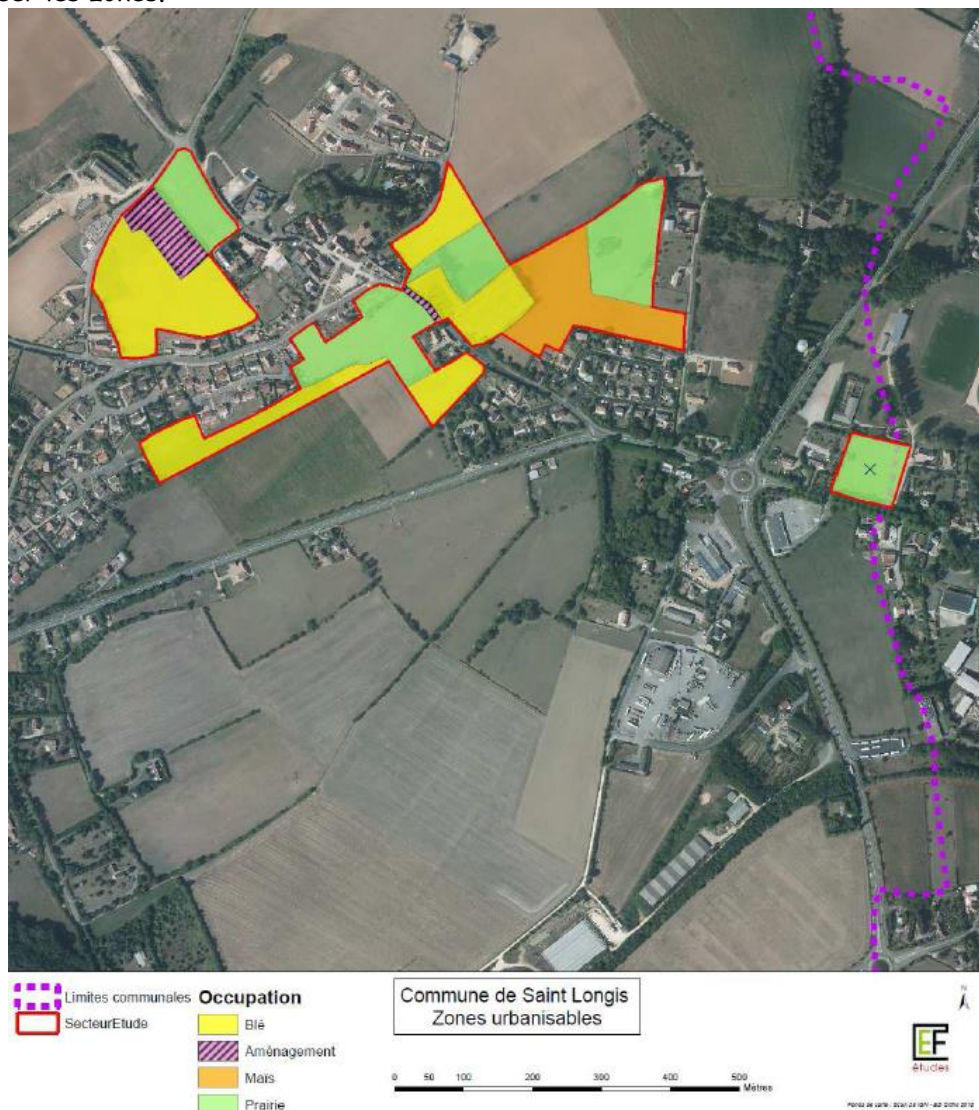 Limites communales
SecteurEtude
Occupation
Blé
Aménagement
Maïs
Prairie
Commune de Saint Longis
Zones urbanisables
0 50 100 200 300 400 500
Mètres
N
EF
études